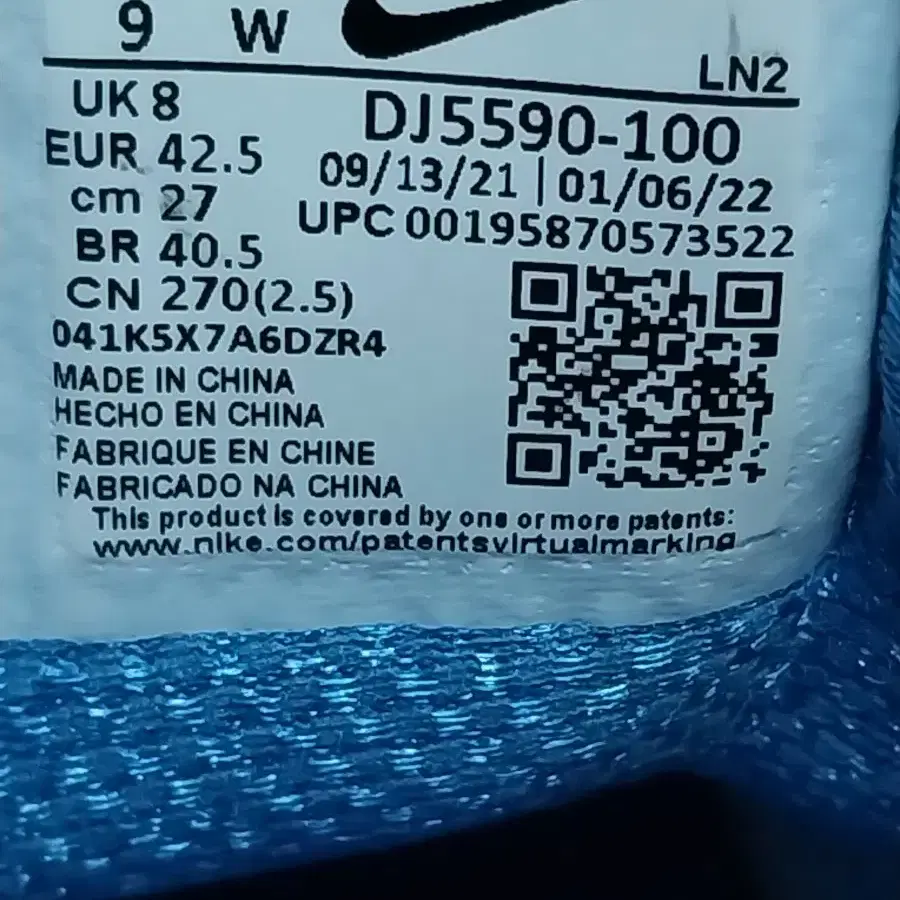 9 W
LN2
UK 8
DJ5590-100
EUR 42.5
09/13/21 | 01/06/22
cm 27
UPC 00195870573522
BR 40.5
CN 270(2.5)
041K5X7A6DZR4
MADE IN CHINA
HECHO EN CHINA
FABRIQUE EN CHINE
FABRICADO NA CHINA
This product is covered by one or more patents:
www.nike.com/patentsvirtualmarking